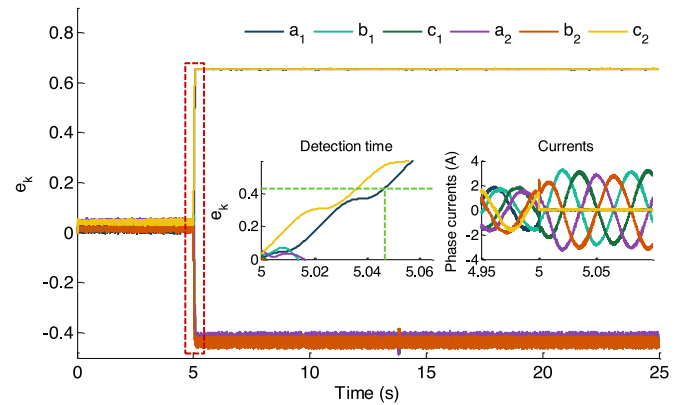 a1 b1 c1 a2 b2 c2
0.8
0.6
0.4
0.2
0
-0.2
-0.4
ek
0 5 10 15 20 25
Time (s)
Detection time
0.4
0.2
0
ek
5 5.02 5.04 5.06
Currents
4
2
0
-2
-4
Phase currents (A)
4.95 5 5.05